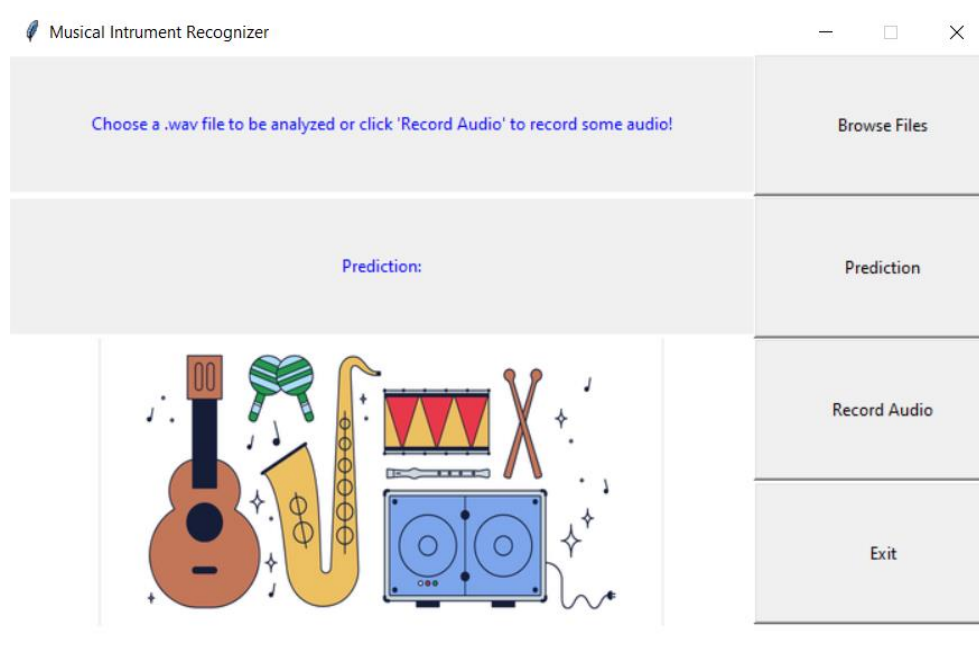 Musical Intrument Recognizer
Choose a .wav file to be analyzed or click 'Record Audio' to record some audio!
Browse Files
Prediction:
Prediction
Record Audio
Exit